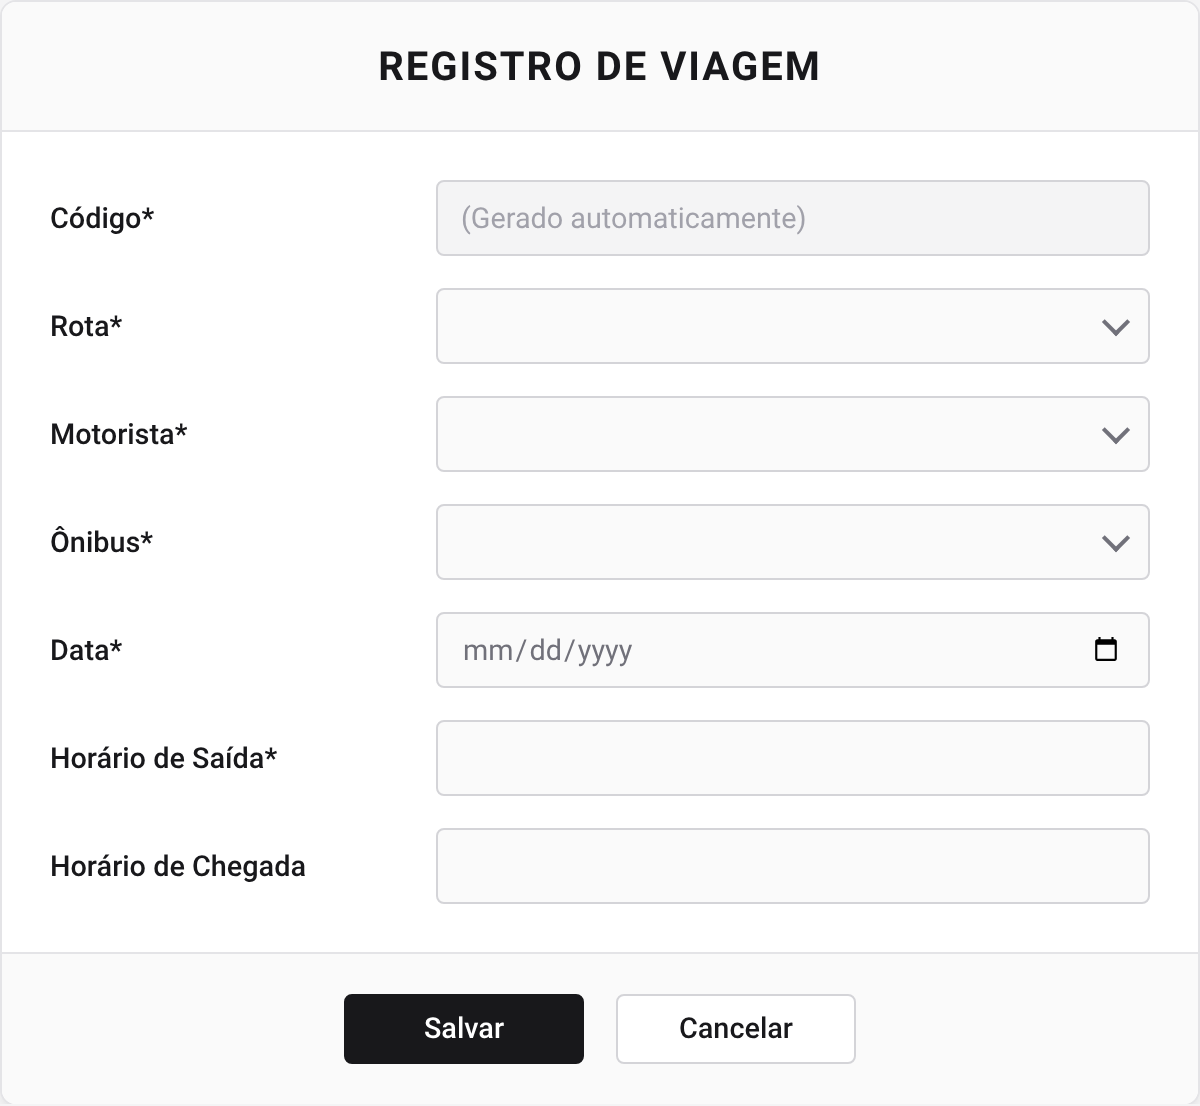 REGISTRO DE VIAGEM
Código*
(Gerado automaticamente)
Rota*
Motorista*
Ônibus*
Data*
mm/dd/yyyy
Horário de Saída*
Horário de Chegada
Salvar
Cancelar